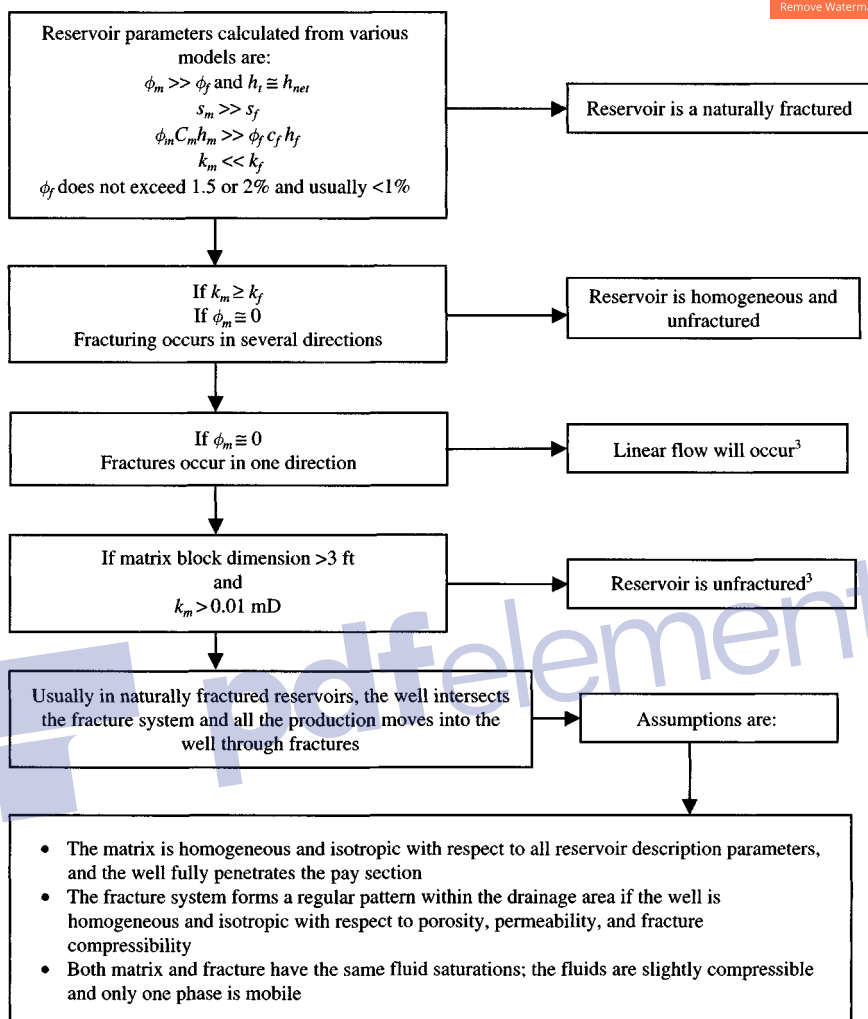 Remove Waterma
Reservoir parameters calculated from various
models are:
ϕm >> ϕf and ht ≅ hnet
sm >> sf
ϕmCmhm >> ϕf cf hf
km << kf
ϕf does not exceed 1.5 or 2% and usually <1%
Reservoir is a naturally fractured
If km ≥ kf
If ϕm ≅ 0
Fracturing occurs in several directions
Reservoir is homogeneous and
unfractured
If ϕm ≅ 0
Fractures occur in one direction
Linear flow will occur³
If matrix block dimension >3 ft
and
km > 0.01 mD
Reservoir is unfractured³
pdfelement
Usually in naturally fractured reservoirs, the well intersects
the fracture system and all the production moves into the
well through fractures
Assumptions are:
• The matrix is homogeneous and isotropic with respect to all reservoir description parameters,
and the well fully penetrates the pay section
• The fracture system forms a regular pattern within the drainage area if the well is
homogeneous and isotropic with respect to porosity, permeability, and fracture
compressibility
• Both matrix and fracture have the same fluid saturations; the fluids are slightly compressible
and only one phase is mobile